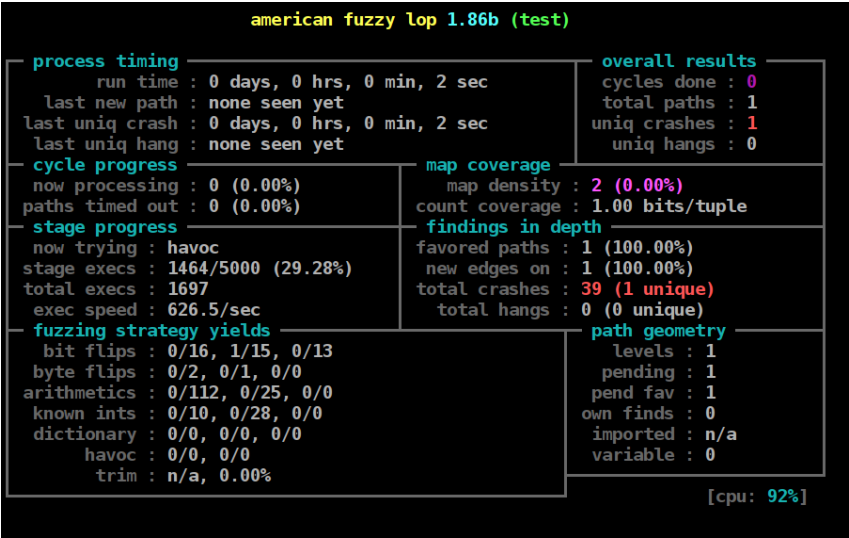 american fuzzy lop 1.86b (test)
process timing
run time : 0 days, 0 hrs, 0 min, 2 sec
last new path : none seen yet
last uniq crash : 0 days, 0 hrs, 0 min, 2 sec
last uniq hang : none seen yet
overall results
cycles done : 0
total paths : 1
uniq crashes : 1
uniq hangs : 0
cycle progress
now processing : 0 (0.00%)
paths timed out : 0 (0.00%)
map coverage
map density : 2 (0.00%)
count coverage : 1.00 bits/tuple
stage progress
now trying : havoc
stage execs : 1464/5000 (29.28%)
total execs : 1697
exec speed : 626.5/sec
findings in depth
favored paths : 1 (100.00%)
new edges on : 1 (100.00%)
total crashes : 39 (1 unique)
total hangs : 0 (0 unique)
fuzzing strategy yields
bit flips : 0/16, 1/15, 0/13
byte flips : 0/2, 0/1, 0/0
arithmetics : 0/112, 0/25, 0/0
known ints : 0/10, 0/28, 0/0
dictionary : 0/0, 0/0, 0/0
havoc : 0/0, 0/0
trim : n/a, 0.00%
path geometry
levels : 1
pending : 1
pend fav : 1
own finds : 0
imported : n/a
variable : 0
[cpu: 92%]